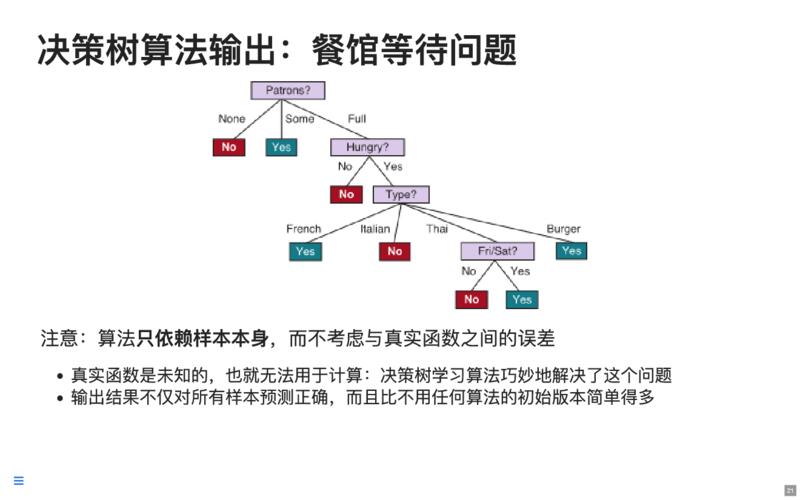 决策树算法输出：餐馆等待问题
Patrons?
None Some Full
No Yes Hungry?
No Yes
No Type?
French Italian Thai Burger
Yes No Fri/Sat? Yes
No Yes
No Yes
注意：算法只依赖样本本身，而不考虑与真实函数之间的误差
• 真实函数是未知的，也就无法用于计算：决策树学习算法巧妙地解决了这个问题
• 输出结果不仅对所有样本预测正确，而且比不用任何算法的初始版本简单得多
21